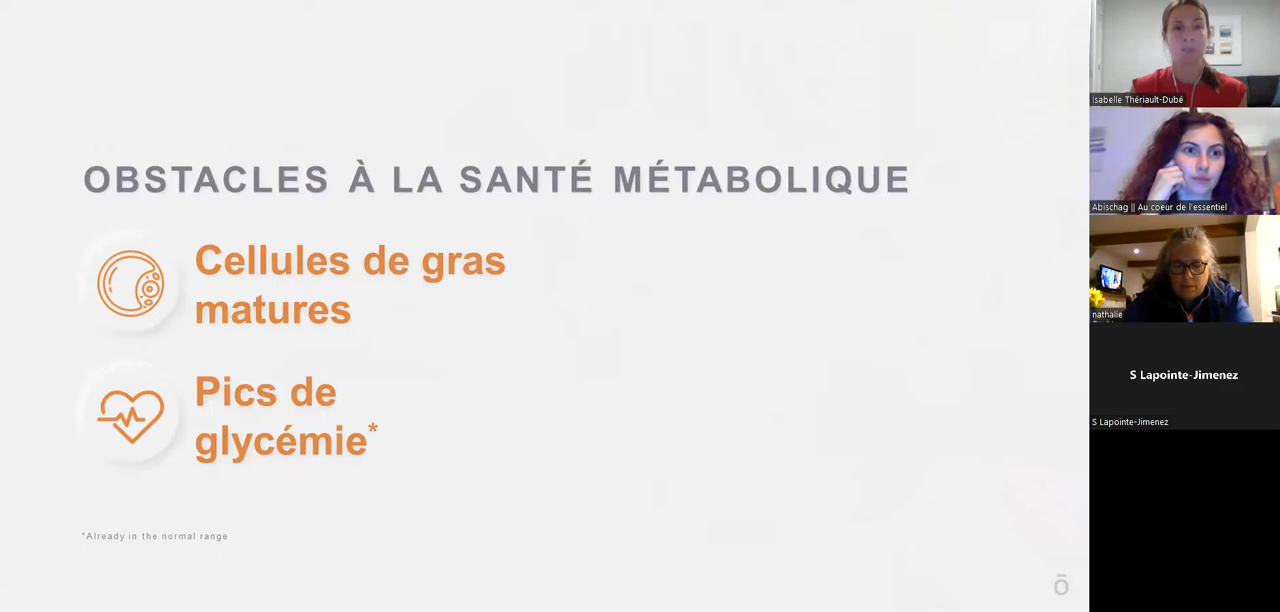 OBSTACLES À LA SANTÉ MÉTABOLIQUE
Cellules de gras
matures
Pics de
glycémie*
*Already in the normal range
ō
Isabelle Thériault-Dubé
Abischag || Au coeur de l'essentiel
nathalie
S Lapointe-Jimenez
S Lapointe-Jimenez